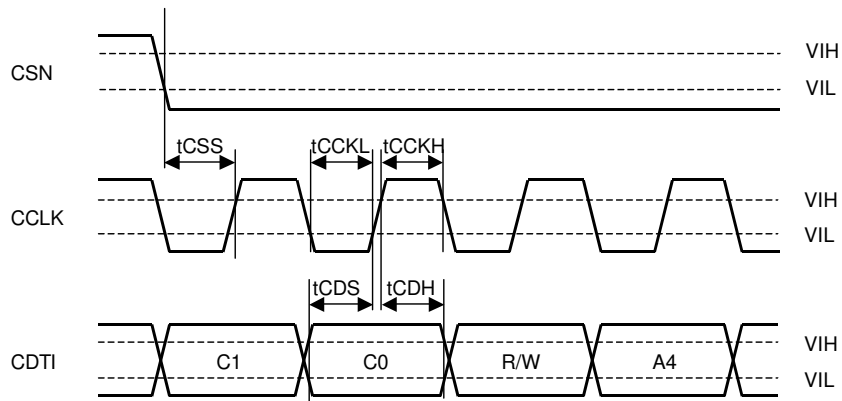 VIH
CSN
VIL
tCSS tCCKL tCCKH
VIH
CCLK
VIL
tCDS tCDH
VIH
CDTI C1 C0 R/W A4
VIL